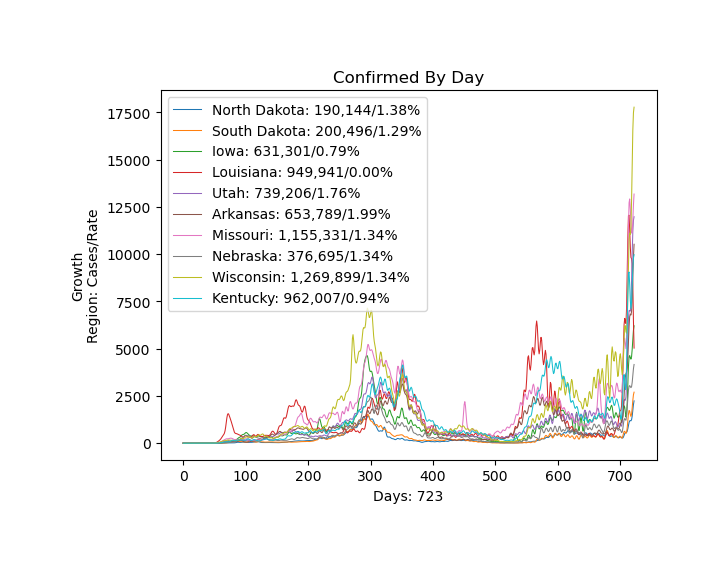 Confirmed By Day
North Dakota: 190,144/1.38%
South Dakota: 200,496/1.29%
Iowa: 631,301/0.79%
Louisiana: 949,941/0.00%
Utah: 739,206/1.76%
Arkansas: 653,789/1.99%
Missouri: 1,155,331/1.34%
Nebraska: 376,695/1.34%
Wisconsin: 1,269,899/1.34%
Kentucky: 962,007/0.94%
17500
15000
12500
10000
7500
5000
2500
0
Growth
Region: Cases/Rate
0 100 200 300 400 500 600 700
Days: 723